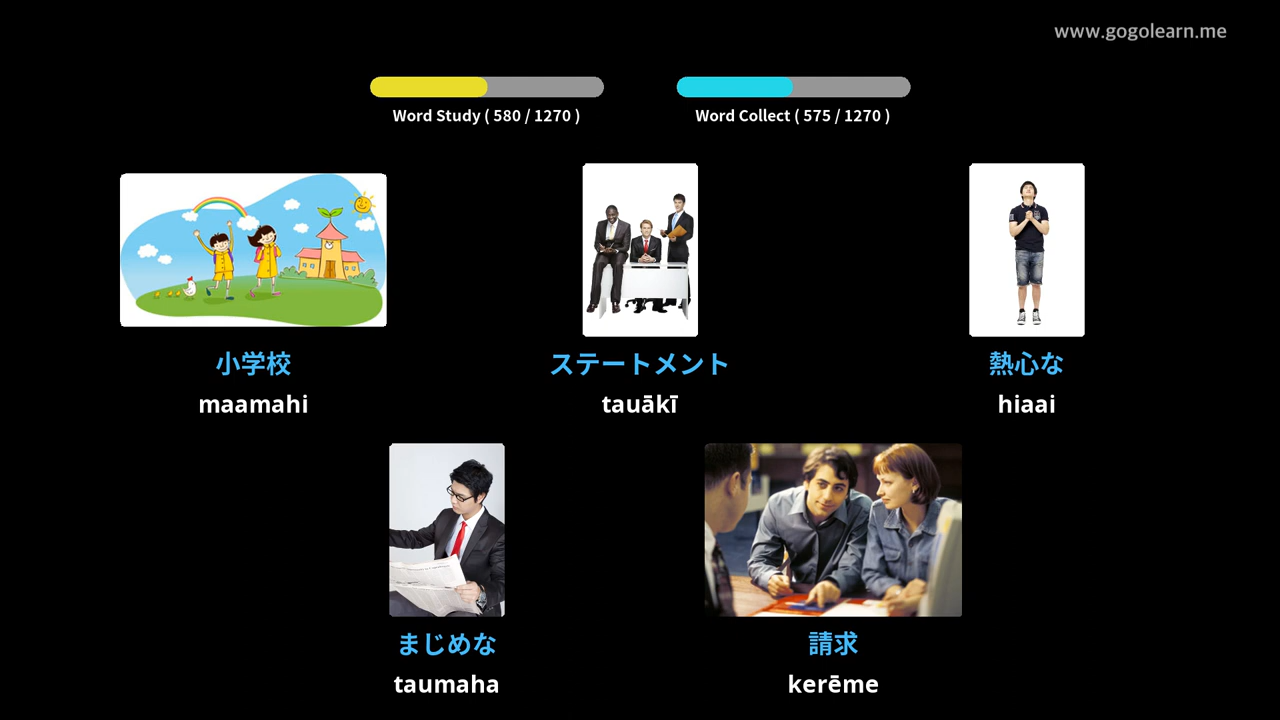 www.gogolearn.me
Word Study ( 580 / 1270 )
Word Collect ( 575 / 1270 )
小学校
maamahi
ステートメント
tauākī
熱心な
hiaai
まじめな
taumaha
請求
kerēme